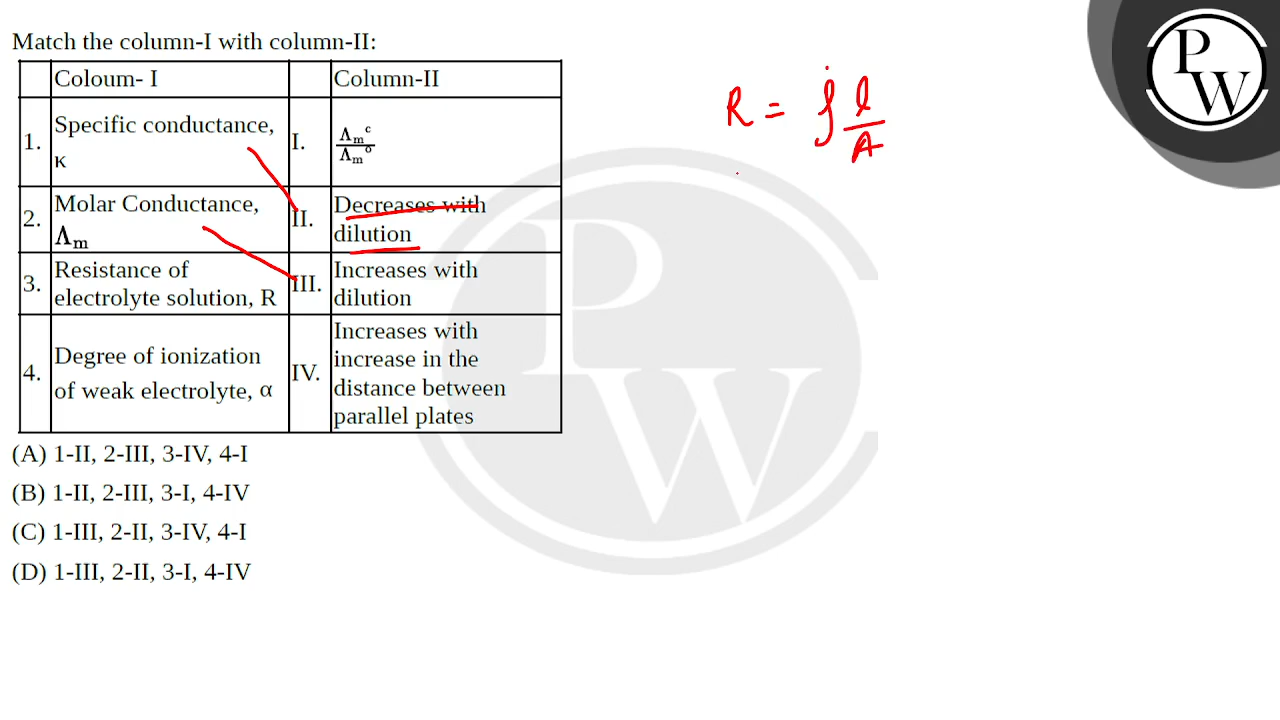 Match the column-I with column-II:
Coloum- I Column-II
1. Specific conductance, κ I. Λₘᶜ/Λₘ°
2. Molar Conductance, Λₘ II. Decreases with dilution
3. Resistance of electrolyte solution, R III. Increases with dilution
4. Degree of ionization of weak electrolyte, α IV. Increases with increase in the distance between parallel plates
(A) 1-II, 2-III, 3-IV, 4-I
(B) 1-II, 2-III, 3-I, 4-IV
(C) 1-III, 2-II, 3-IV, 4-I
(D) 1-III, 2-II, 3-I, 4-IV
R = ρ l/A
P W
P W